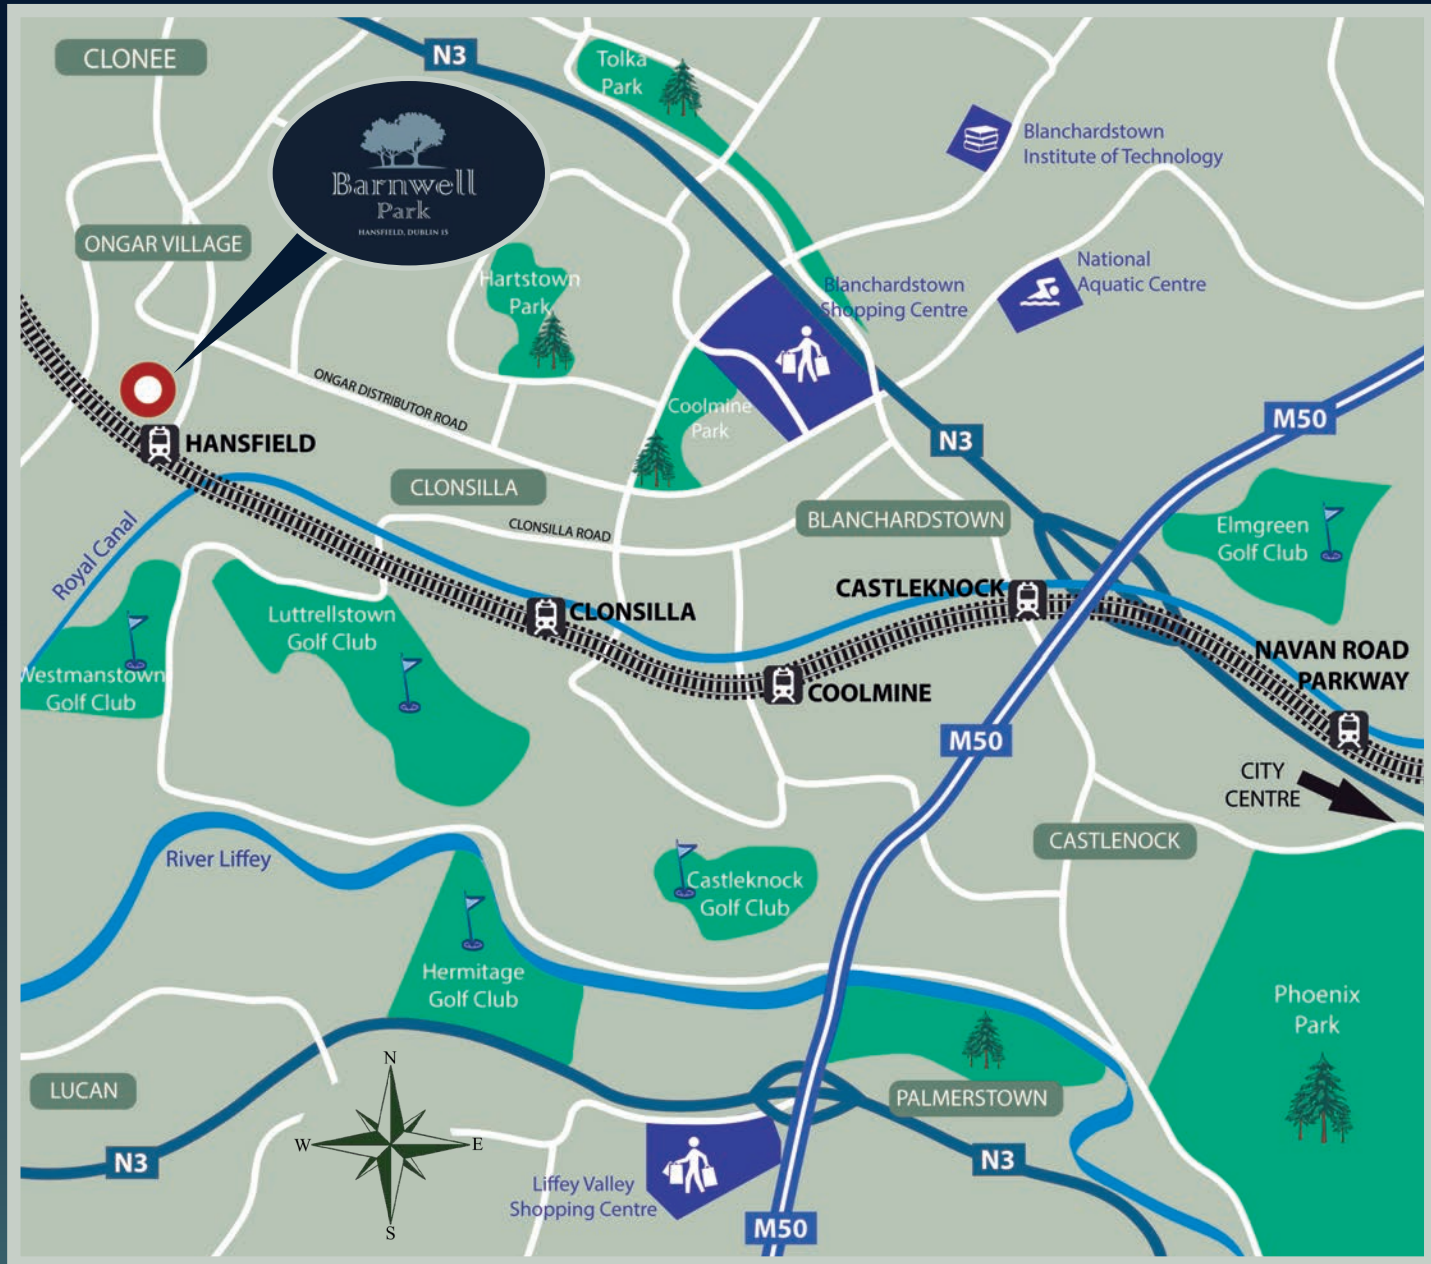 CLONEE
N3
Tolka
Park
Barnwell
Park
HANSFIELD, DUBLIN 15
Blanchardstown
Institute of Technology
ONGAR VILLAGE
Hartstown
Park
Blanchardstown
Shopping Centre
National
Aquatic Centre
ONGAR DISTRIBUTOR ROAD
Coolmine
Park
M50
N3
HANSFIELD
CLONSILLA
CLONSILLA ROAD
BLANCHARDSTOWN
Elmgreen
Golf Club
Royal Canal
Luttrellstown
Golf Club
CLONSILLA
CASTLEKNOCK
Westmanstown
Golf Club
COOLMINE
NAVAN ROAD
PARKWAY
M50
CITY
CENTRE
CASTLENOCK
River Liffey
Castleknock
Golf Club
Hermitage
Golf Club
Phoenix
Park
LUCAN
N
W
E
S
PALMERSTOWN
N3
N3
Liffey Valley
Shopping Centre
M50